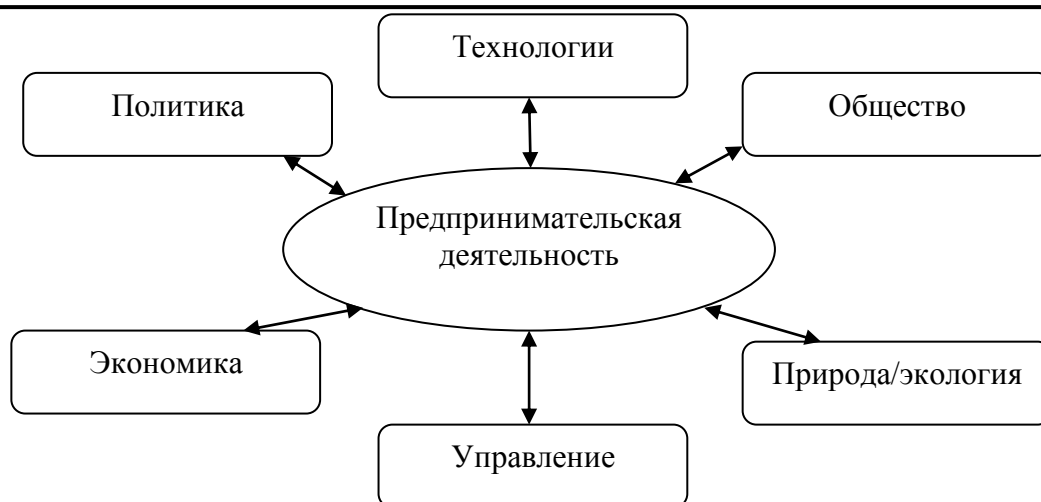 Технологии
Политика
Общество
Предпринимательская
деятельность
Экономика
Природа/экология
Управление